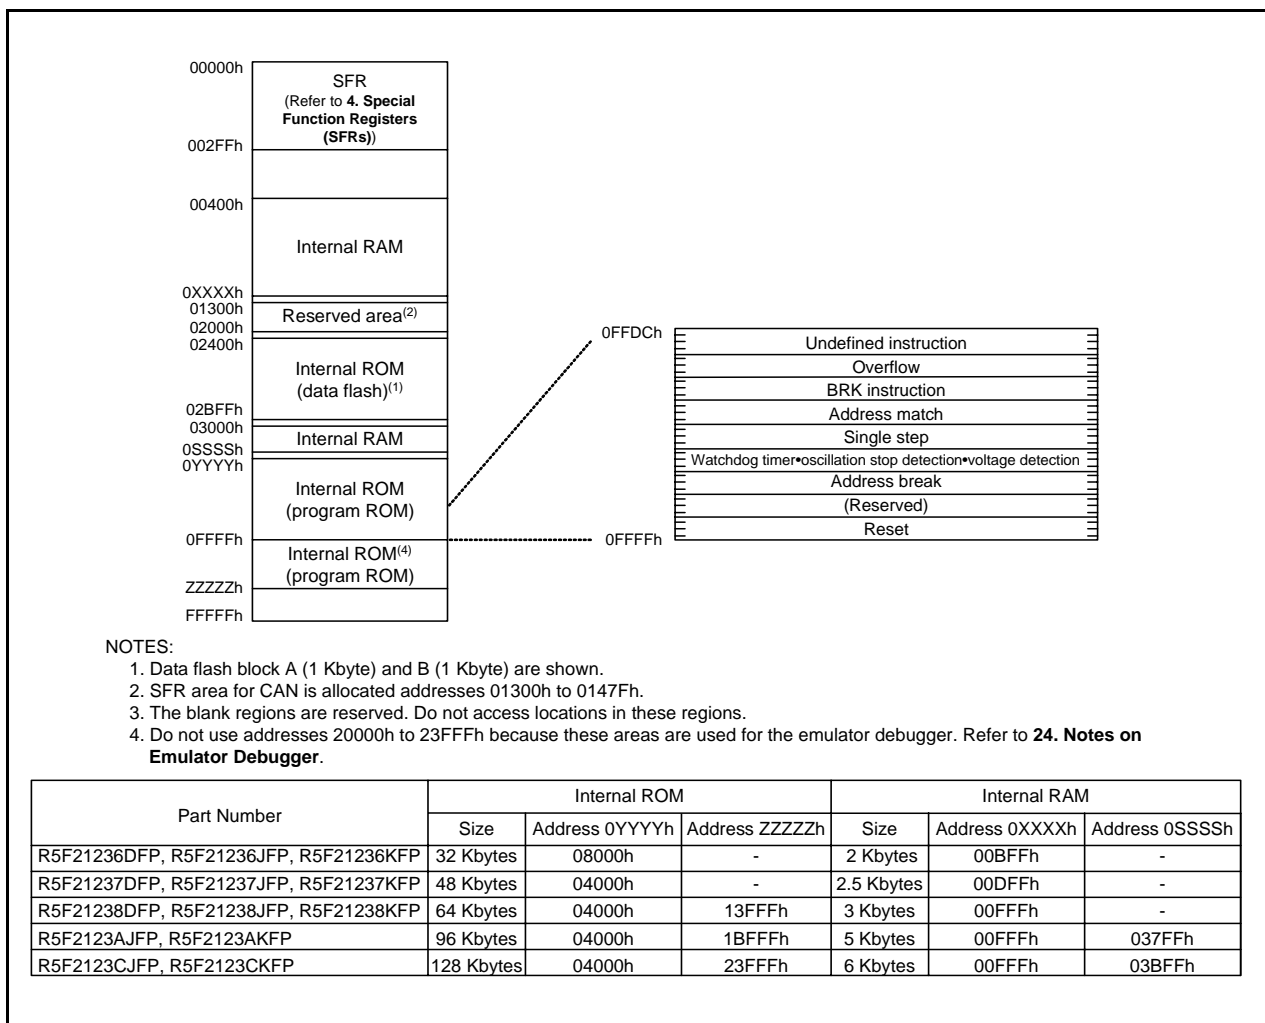 00000h
SFR
(Refer to 4. Special
Function Registers
(SFRs))
002FFh
00400h
Internal RAM
0XXXXh
01300h
Reserved area(2)
02000h
02400h
Internal ROM
(data flash)(1)
02BFFh
03000h
Internal RAM
0SSSSh
0YYYYh
Internal ROM
(program ROM)
0FFFFh
Internal ROM(4)
(program ROM)
ZZZZZh
FFFFFh
0FFDCh
Undefined instruction
Overflow
BRK instruction
Address match
Single step
Watchdog timer•oscillation stop detection•voltage detection
Address break
(Reserved)
Reset
0FFFFh
NOTES:
1. Data flash block A (1 Kbyte) and B (1 Kbyte) are shown.
2. SFR area for CAN is allocated addresses 01300h to 0147Fh.
3. The blank regions are reserved. Do not access locations in these regions.
4. Do not use addresses 20000h to 23FFFh because these areas are used for the emulator debugger. Refer to 24. Notes on
Emulator Debugger.
Part Number Internal ROM Internal RAM
Size Address 0YYYYh Address ZZZZZh Size Address 0XXXXh Address 0SSSSh
R5F21236DFP, R5F21236JFP, R5F21236KFP 32 Kbytes 08000h - 2 Kbytes 00BFFh -
R5F21237DFP, R5F21237JFP, R5F21237KFP 48 Kbytes 04000h - 2.5 Kbytes 00DFFh -
R5F21238DFP, R5F21238JFP, R5F21238KFP 64 Kbytes 04000h 13FFFh 3 Kbytes 00FFFh -
R5F2123AJFP, R5F2123AKFP 96 Kbytes 04000h 1BFFFh 5 Kbytes 00FFFh 037FFh
R5F2123CJFP, R5F2123CKFP 128 Kbytes 04000h 23FFFh 6 Kbytes 00FFFh 03BFFh